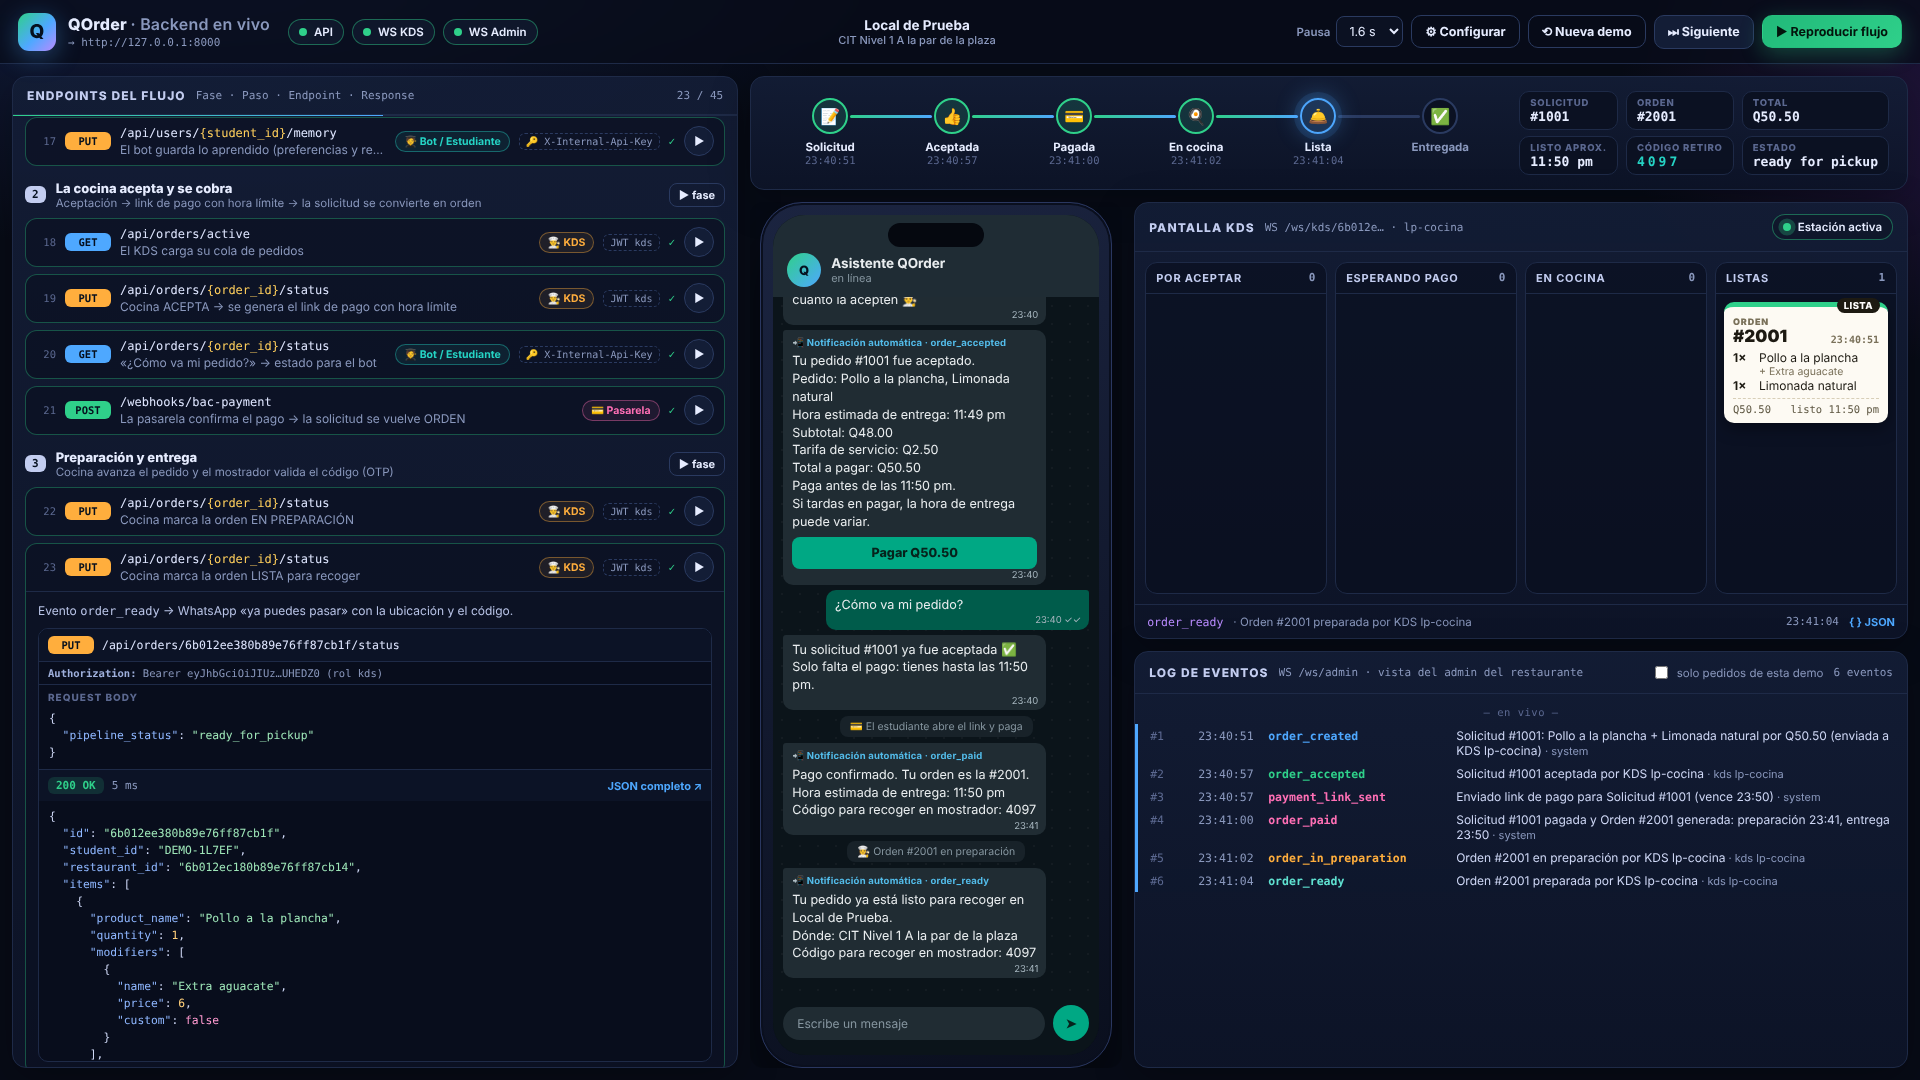 Q
QOrder · Backend en vivo
→ http://127.0.0.1:8000
API
WS KDS
WS Admin
Local de Prueba
CIT Nivel 1 A la par de la plaza
Pausa
1.6 s
⚙ Configurar
⟲ Nueva demo
⏭ Siguiente
▶ Reproducir flujo
ENDPOINTS DEL FLUJO Fase · Paso · Endpoint · Response 23 / 45
17 PUT /api/users/{student_id}/memory
El bot guarda lo aprendido (preferencias y re…
Bot / Estudiante
X-Internal-Api-Key ✓
2 La cocina acepta y se cobra
Aceptación → link de pago con hora límite → la solicitud se convierte en orden
▶ fase
18 GET /api/orders/active
El KDS carga su cola de pedidos
KDS JWT kds ✓
19 PUT /api/orders/{order_id}/status
Cocina ACEPTA → se genera el link de pago con hora límite
KDS JWT kds ✓
20 GET /api/orders/{order_id}/status
«¿Cómo va mi pedido?» → estado para el bot
Bot / Estudiante X-Internal-Api-Key ✓
21 POST /webhooks/bac-payment
La pasarela confirma el pago → la solicitud se vuelve ORDEN
Pasarela ✓
3 Preparación y entrega
Cocina avanza el pedido y el mostrador valida el código (OTP)
▶ fase
22 PUT /api/orders/{order_id}/status
Cocina marca la orden EN PREPARACIÓN
KDS JWT kds ✓
23 PUT /api/orders/{order_id}/status
Cocina marca la orden LISTA para recoger
KDS JWT kds ✓
Evento order_ready → WhatsApp «ya puedes pasar» con la ubicación y el código.
PUT /api/orders/6b012ee380b89e76ff87cb1f/status
Authorization: Bearer eyJhbGciOiJIUz…UHEDZ0 (rol kds)
REQUEST BODY
{
"pipeline_status": "ready_for_pickup"
}
200 OK 5 ms JSON completo ↗
{
"id": "6b012ee380b89e76ff87cb1f",
"student_id": "DEMO-1L7EF",
"restaurant_id": "6b012ec180b89e76ff87cb14",
"items": [
{
"product_name": "Pollo a la plancha",
"quantity": 1,
"modifiers": [
{
"name": "Extra aguacate",
"price": 6,
"custom": false
}
],
Solicitud
23:40:51
Aceptada
23:40:57
Pagada
23:41:00
En cocina
23:41:02
Lista
23:41:04
Entregada
SOLICITUD
#1001
ORDEN
#2001
TOTAL
Q50.50
LISTO APROX.
11:50 pm
CÓDIGO RETIRO
4097
ESTADO
ready for pickup
Q
Asistente QOrder
en línea
cuanto la acepten
23:40
Notificación automática · order_accepted
Tu pedido #1001 fue aceptado.
Pedido: Pollo a la plancha, Limonada
natural
Hora estimada de entrega: 11:49 pm
Subtotal: Q48.00
Tarifa de servicio: Q2.50
Total a pagar: Q50.50
Paga antes de las 11:50 pm.
Si tardas en pagar, la hora de entrega
puede variar.
Pagar Q50.50
23:40
¿Cómo va mi pedido?
23:40 ✓✓
Tu solicitud #1001 ya fue aceptada ✅
Solo falta el pago: tienes hasta las 11:50
pm.
23:40
El estudiante abre el link y paga
Notificación automática · order_paid
Pago confirmado. Tu orden es la #2001.
Hora estimada de entrega: 11:50 pm
Código para recoger en mostrador: 4097
23:41
Orden #2001 en preparación
Notificación automática · order_ready
Tu pedido ya está listo para recoger en
Local de Prueba.
Dónde: CIT Nivel 1 A la par de la plaza
Código para recoger en mostrador: 4097
23:41
Escribe un mensaje
PANTALLA KDS WS /ws/kds/6b012e… · lp-cocina
Estación activa
POR ACEPTAR 0
ESPERANDO PAGO 0
EN COCINA 0
LISTAS 1
LISTA
ORDEN
#2001 23:40:51
1× Pollo a la plancha
+ Extra aguacate
1× Limonada natural
Q50.50 listo 11:50 pm
order_ready · Orden #2001 preparada por KDS lp-cocina 23:41:04 {} JSON
LOG DE EVENTOS WS /ws/admin · vista del admin del restaurante
solo pedidos de esta demo 6 eventos
— en vivo —
#1 23:40:51 order_created Solicitud #1001: Pollo a la plancha + Limonada natural por Q50.50 (enviada a
KDS lp-cocina) · system
#2 23:40:57 order_accepted Solicitud #1001 aceptada por KDS lp-cocina · kds lp-cocina
#3 23:40:57 payment_link_sent Enviado link de pago para Solicitud #1001 (vence 23:50) · system
#4 23:41:00 order_paid Solicitud #1001 pagada y Orden #2001 generada: preparación 23:41, entrega
23:50 · system
#5 23:41:02 order_in_preparation Orden #2001 en preparación por KDS lp-cocina · kds lp-cocina
#6 23:41:04 order_ready Orden #2001 preparada por KDS lp-cocina · kds lp-cocina